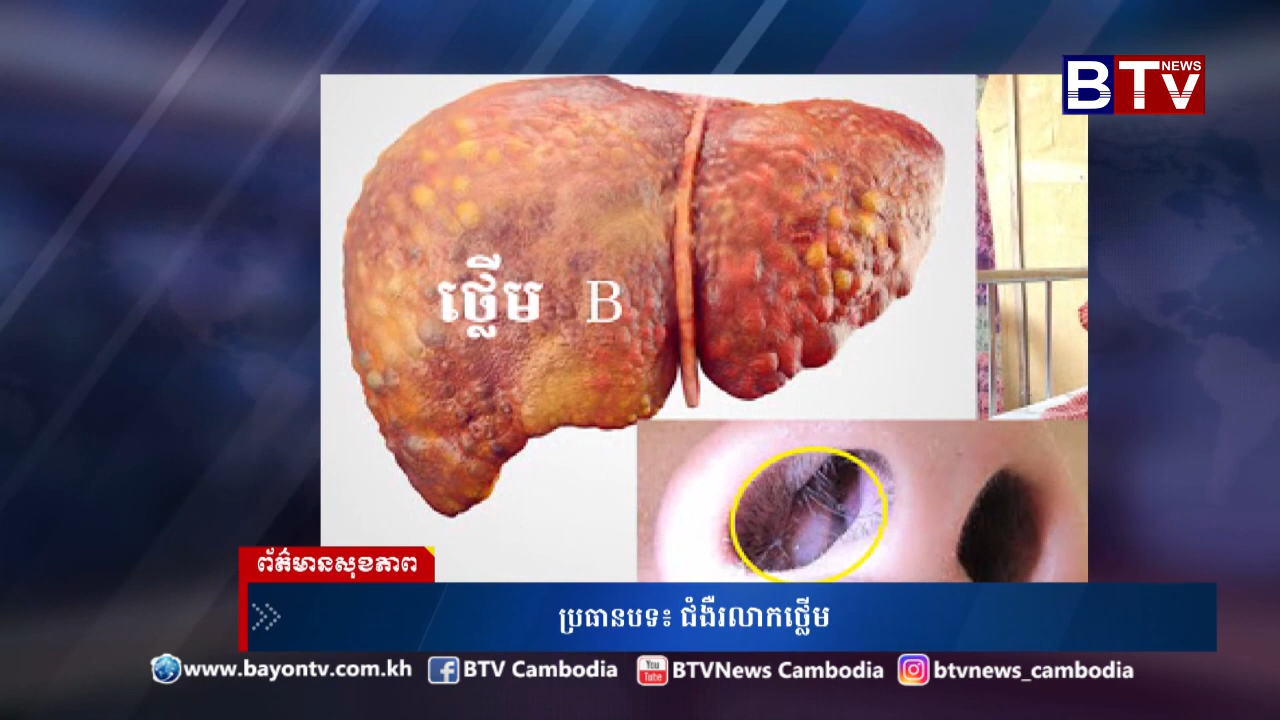 BTV NEWS
ថ្លើម B
ព័ត៌មានសុខភាព
ប្រធានបទ៖ ជំងឺរលាកថ្លើម
www.bayontv.com.kh BTV Cambodia You Tube BTVNews Cambodia btvnews_cambodia